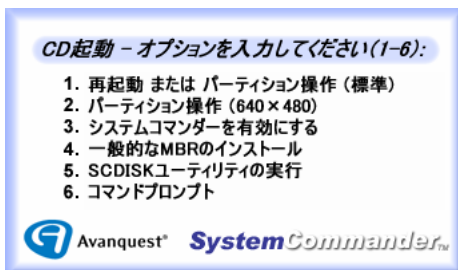 CD起動 – オプションを入力してください(1-6):
1. 再起動 または パーティション操作 (標準)
2. パーティション操作 (640×480)
3. システムコマンダーを有効にする
4. 一般的なMBRのインストール
5. SCDISKユーティリティの実行
6. コマンドプロンプト
Avanquest® SystemCommander™